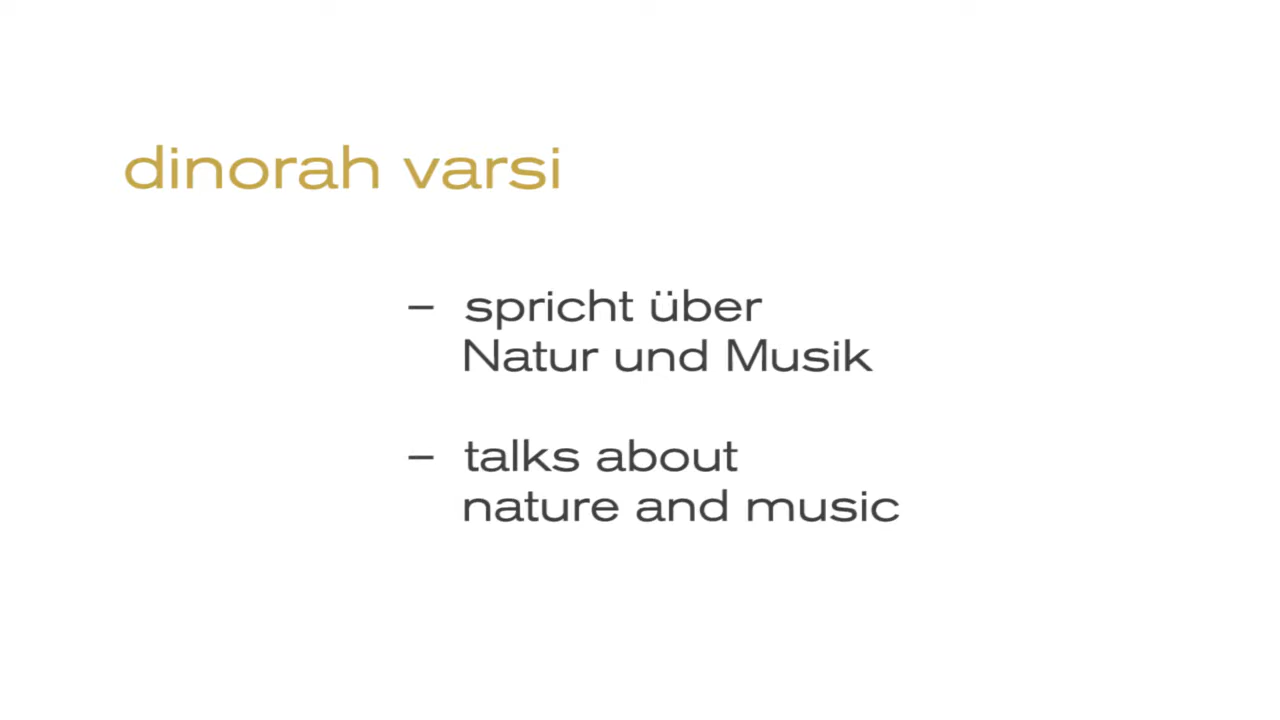 dinorah varsi
– spricht über
Natur und Musik
– talks about
nature and music